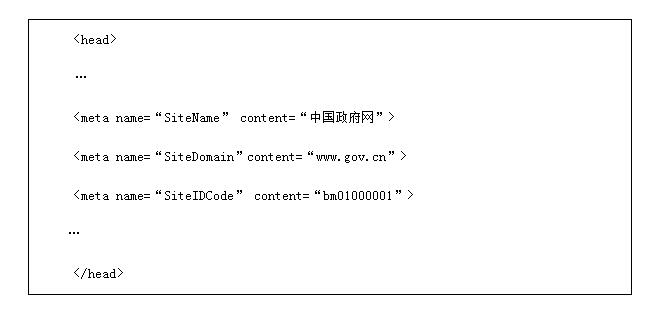 <head>
…
<meta name=“SiteName” content=“中国政府网”>
<meta name=“SiteDomain”content=“www.gov.cn”>
<meta name=“SiteIDCode” content=“bm01000001”>
…
</head>